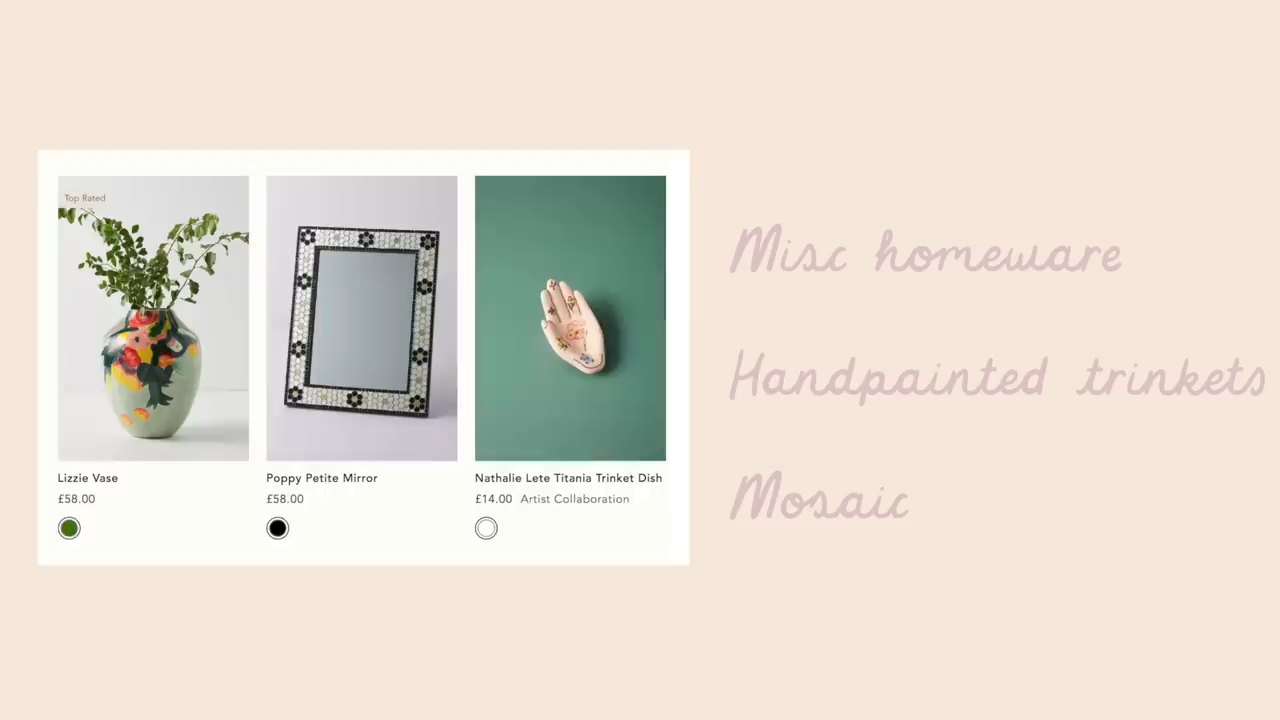 Top Rated
Lizzie Vase
£58.00
Poppy Petite Mirror
£58.00
Nathalie Lete Titania Trinket Dish
£14.00 Artist Collaboration
Misc homeware
Handpainted trinkets
Mosaic